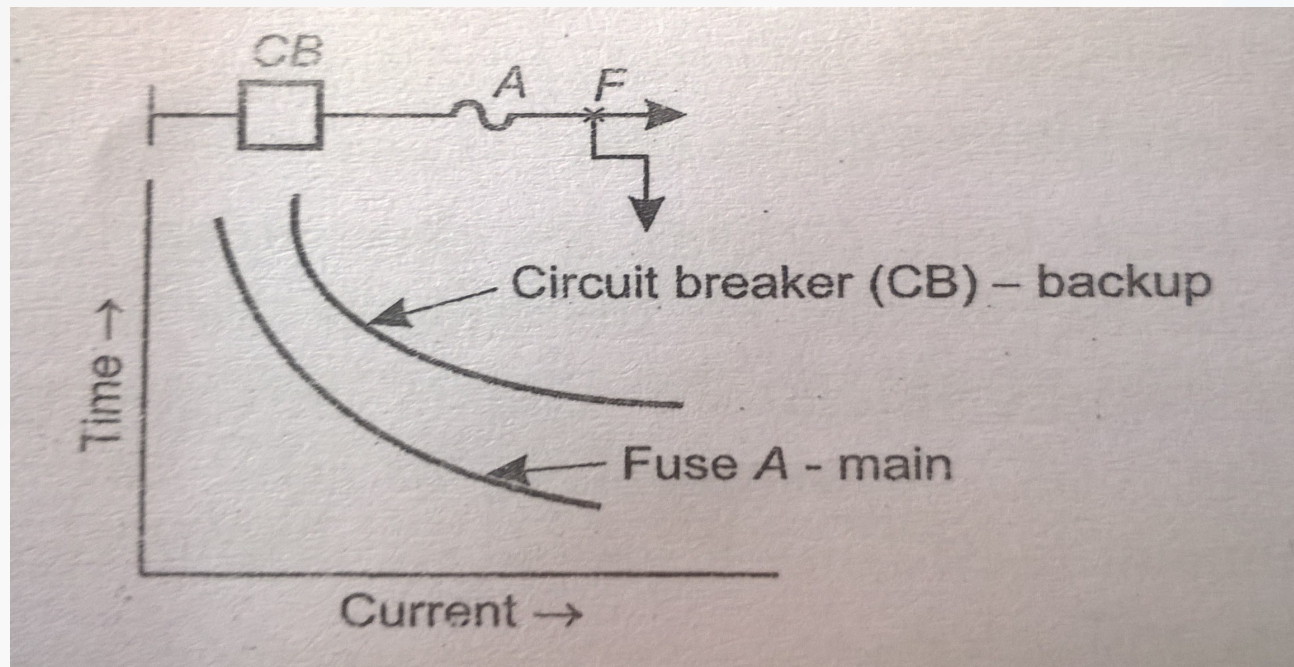 CB
A
F
Circuit breaker (CB) – backup
Time →
Fuse A - main
Current →